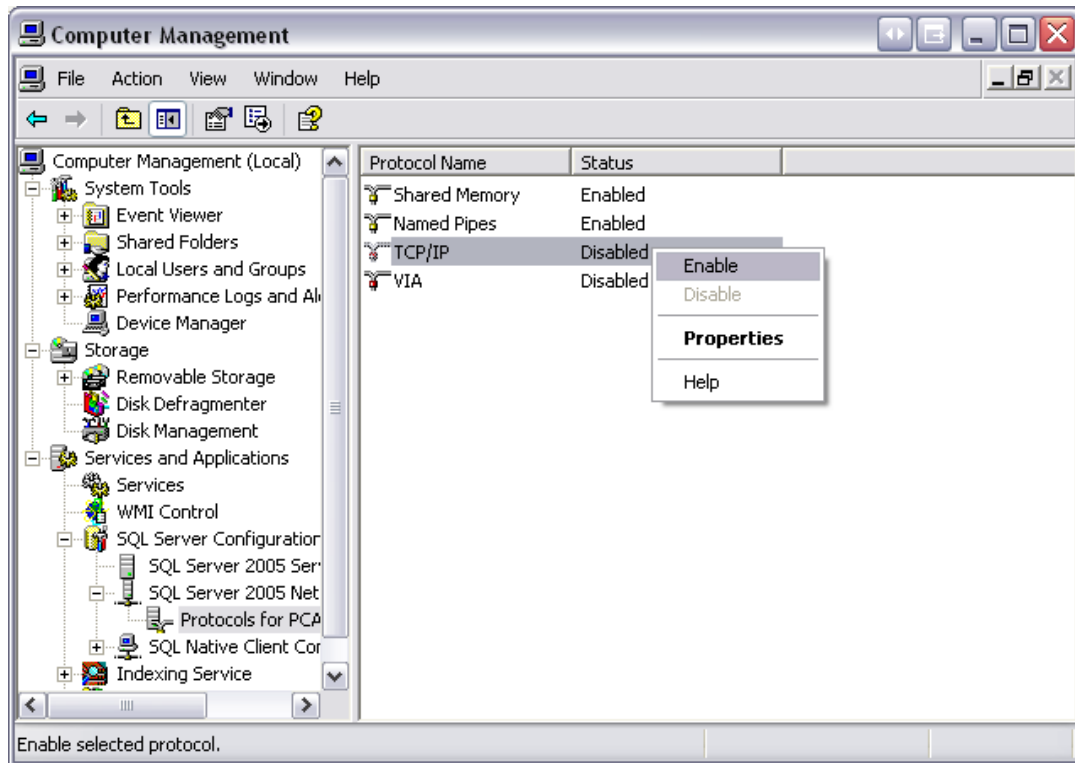 Computer Management
File Action View Window Help
Computer Management (Local)
System Tools
Event Viewer
Shared Folders
Local Users and Groups
Performance Logs and Al
Device Manager
Storage
Removable Storage
Disk Defragmenter
Disk Management
Services and Applications
Services
WMI Control
SQL Server Configuration
SQL Server 2005 Ser
SQL Server 2005 Net
Protocols for PCA
SQL Native Client Con
Indexing Service
Protocol Name Status
Shared Memory Enabled
Named Pipes Enabled
TCP/IP Disabled
VIA Disabled
Enable
Disable
Properties
Help
Enable selected protocol.